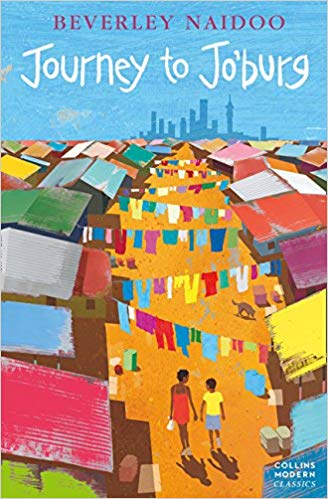 BEVERLEY NAIDOO
Journey to Jo'burg
COLLINS
MODERN
CLASSICS